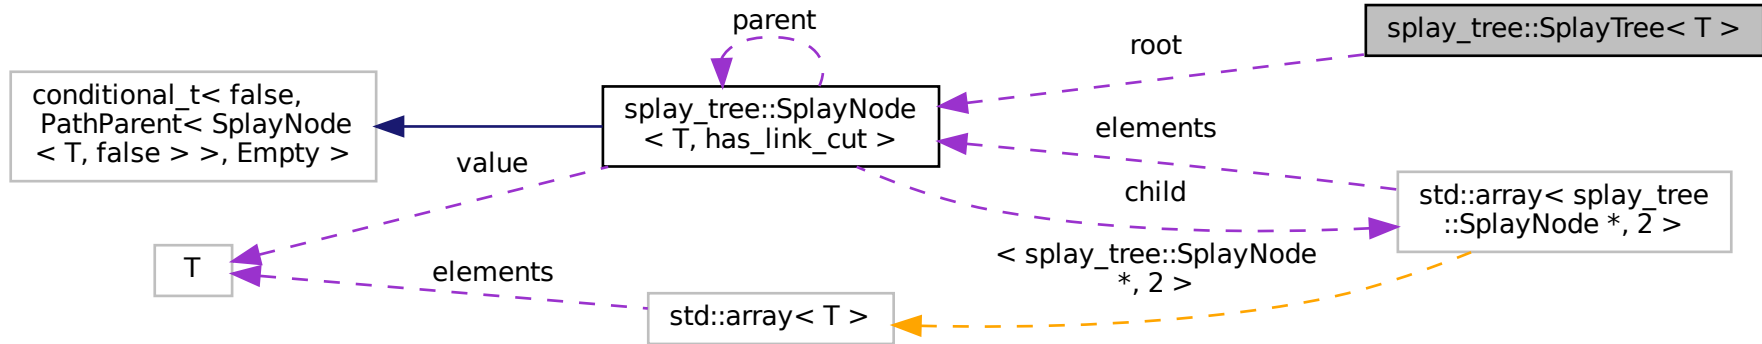 parent
splay_tree::SplayTree< T >
root
conditional_t< false,
PathParent< SplayNode
< T, false > >, Empty >
splay_tree::SplayNode
< T, has_link_cut >
elements
value
child
std::array< splay_tree
::SplayNode *, 2 >
T
elements
< splay_tree::SplayNode
*, 2 >
std::array< T >